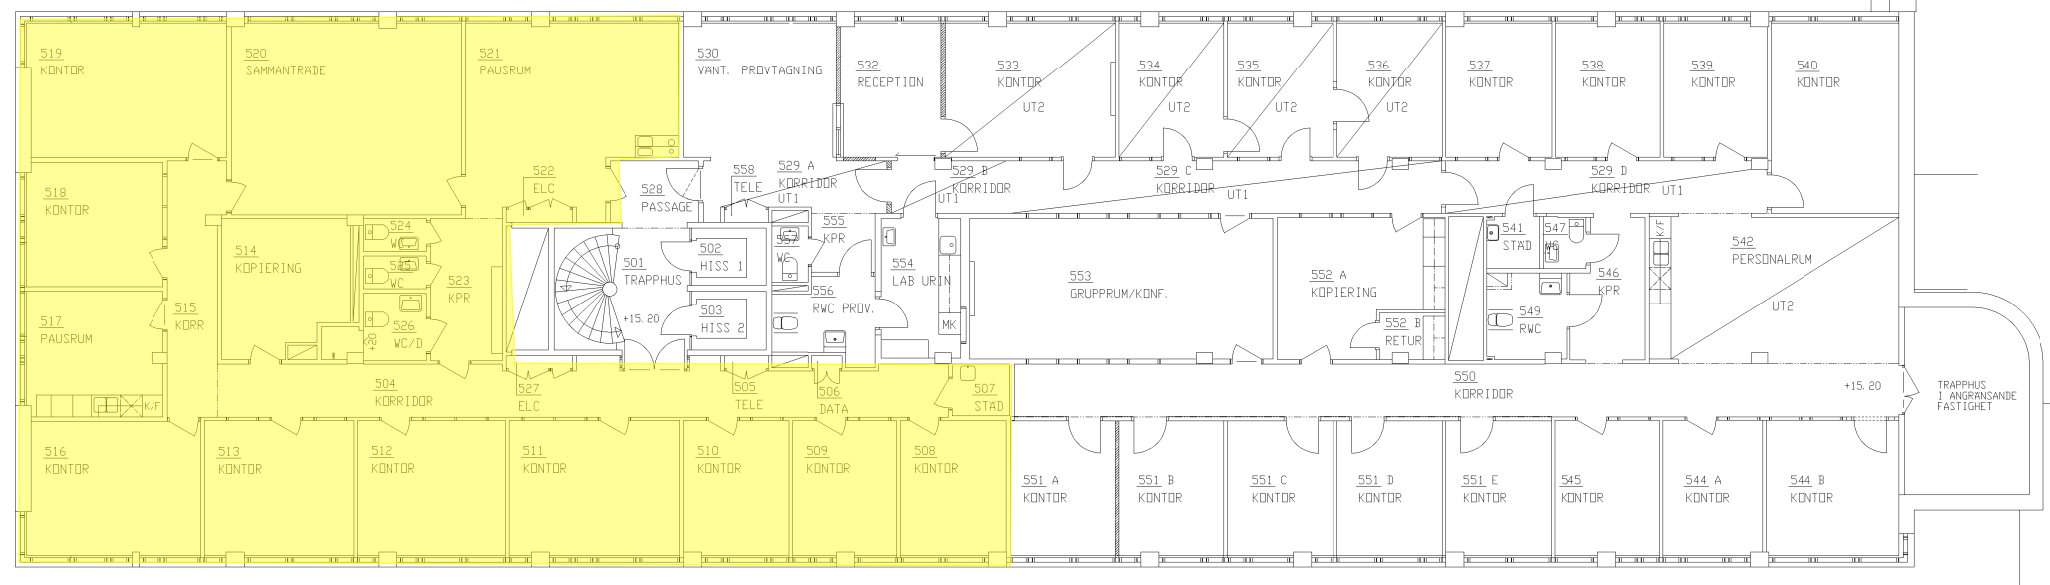 519
KONTOR
520
SAMMANTRÄDE
521
PAUSRUM
530
VÄNT. PROVTAGNING
532
RECEPTION
533
KONTOR
UT2
534
KONTOR
UT2
535
KONTOR
UT2
536
KONTOR
UT2
537
KONTOR
538
KONTOR
539
KONTOR
540
KONTOR
518
KONTOR
522
ELC
528
PASSAGE
558
TELE
529 A
KORRIDOR
UT1
529 B
KORRIDOR
UT1
529 C
KORRIDOR
UT1
529 D
KORRIDOR
UT1
514
KOPIERING
524
WC
525
WC
523
KPR
526
WC/D
+20
501
TRAPPHUS
+15.20
502
HISS 1
503
HISS 2
557
WC
555
KPR
556
RWC PROV.
554
LAB URIN
MK
553
GRUPPRUM/KONF.
552 A
KOPIERING
552 B
RETUR
541
STÄD
547
WC
546
KPR
549
RWC
K/F
542
PERSONALRUM
UT2
515
KORR
517
PAUSRUM
K/F
504
KORRIDOR
527
ELC
505
TELE
506
DATA
507
STÄD
550
KORRIDOR
+15.20
TRAPPHUS
I ANGRÄNSANDE
FASTIGHET
516
KONTOR
513
KONTOR
512
KONTOR
511
KONTOR
510
KONTOR
509
KONTOR
508
KONTOR
551 A
KONTOR
551 B
KONTOR
551 C
KONTOR
551 D
KONTOR
551 E
KONTOR
545
KONTOR
544 A
KONTOR
544 B
KONTOR